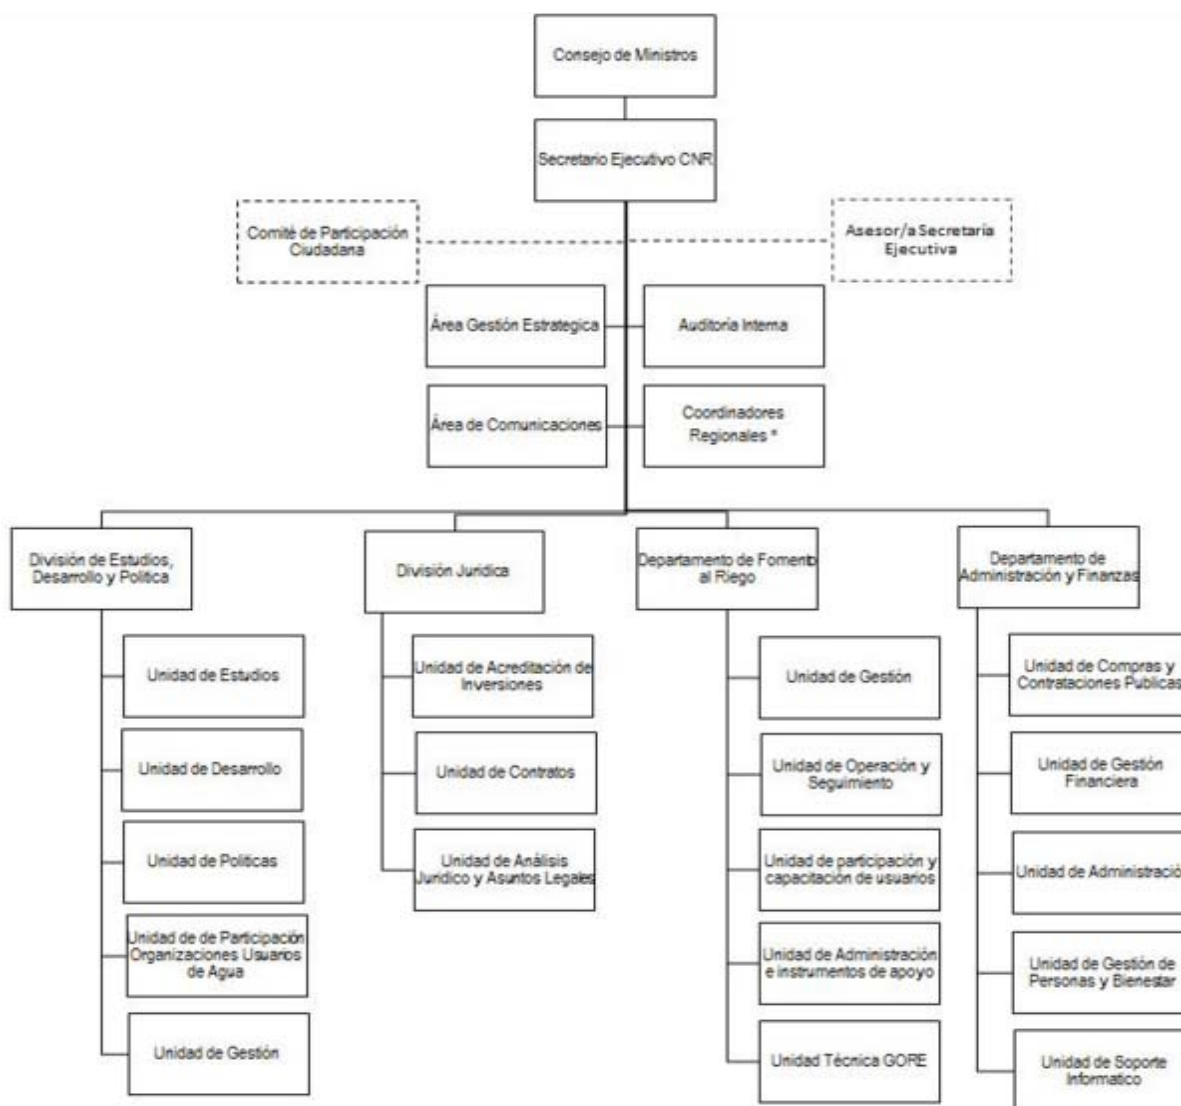 Consejo de Ministros
Secretario Ejecutivo CNR
Comité de Participación
Ciudadana
Asesor/a Secretaría
Ejecutiva
Área Gestión Estrategica
Auditoría Interna
Área de Comunicaciones
Coordinadores
Regionales *
División de Estudios,
Desarrollo y Política
División Jurídica
Departamento de Fomento
al Riego
Departamento de
Administración y Finanzas
Unidad de Estudios
Unidad de Desarrollo
Unidad de Políticas
Unidad de de Participación
Organizaciones Usuarios
de Agua
Unidad de Gestión
Unidad de Acreditación de
Inversiones
Unidad de Contratos
Unidad de Análisis
Jurídico y Asuntos Legales
Unidad de Gestión
Unidad de Operación y
Seguimiento
Unidad de participación y
capacitación de usuarios
Unidad de Administración
e instrumentos de apoyo
Unidad Técnica GORE
Unidad de Compras y
Contrataciones Publicas
Unidad de Gestión
Financiera
Unidad de Administració
Unidad de Gestión de
Personas y Bienestar
Unidad de Soporte
Informatico